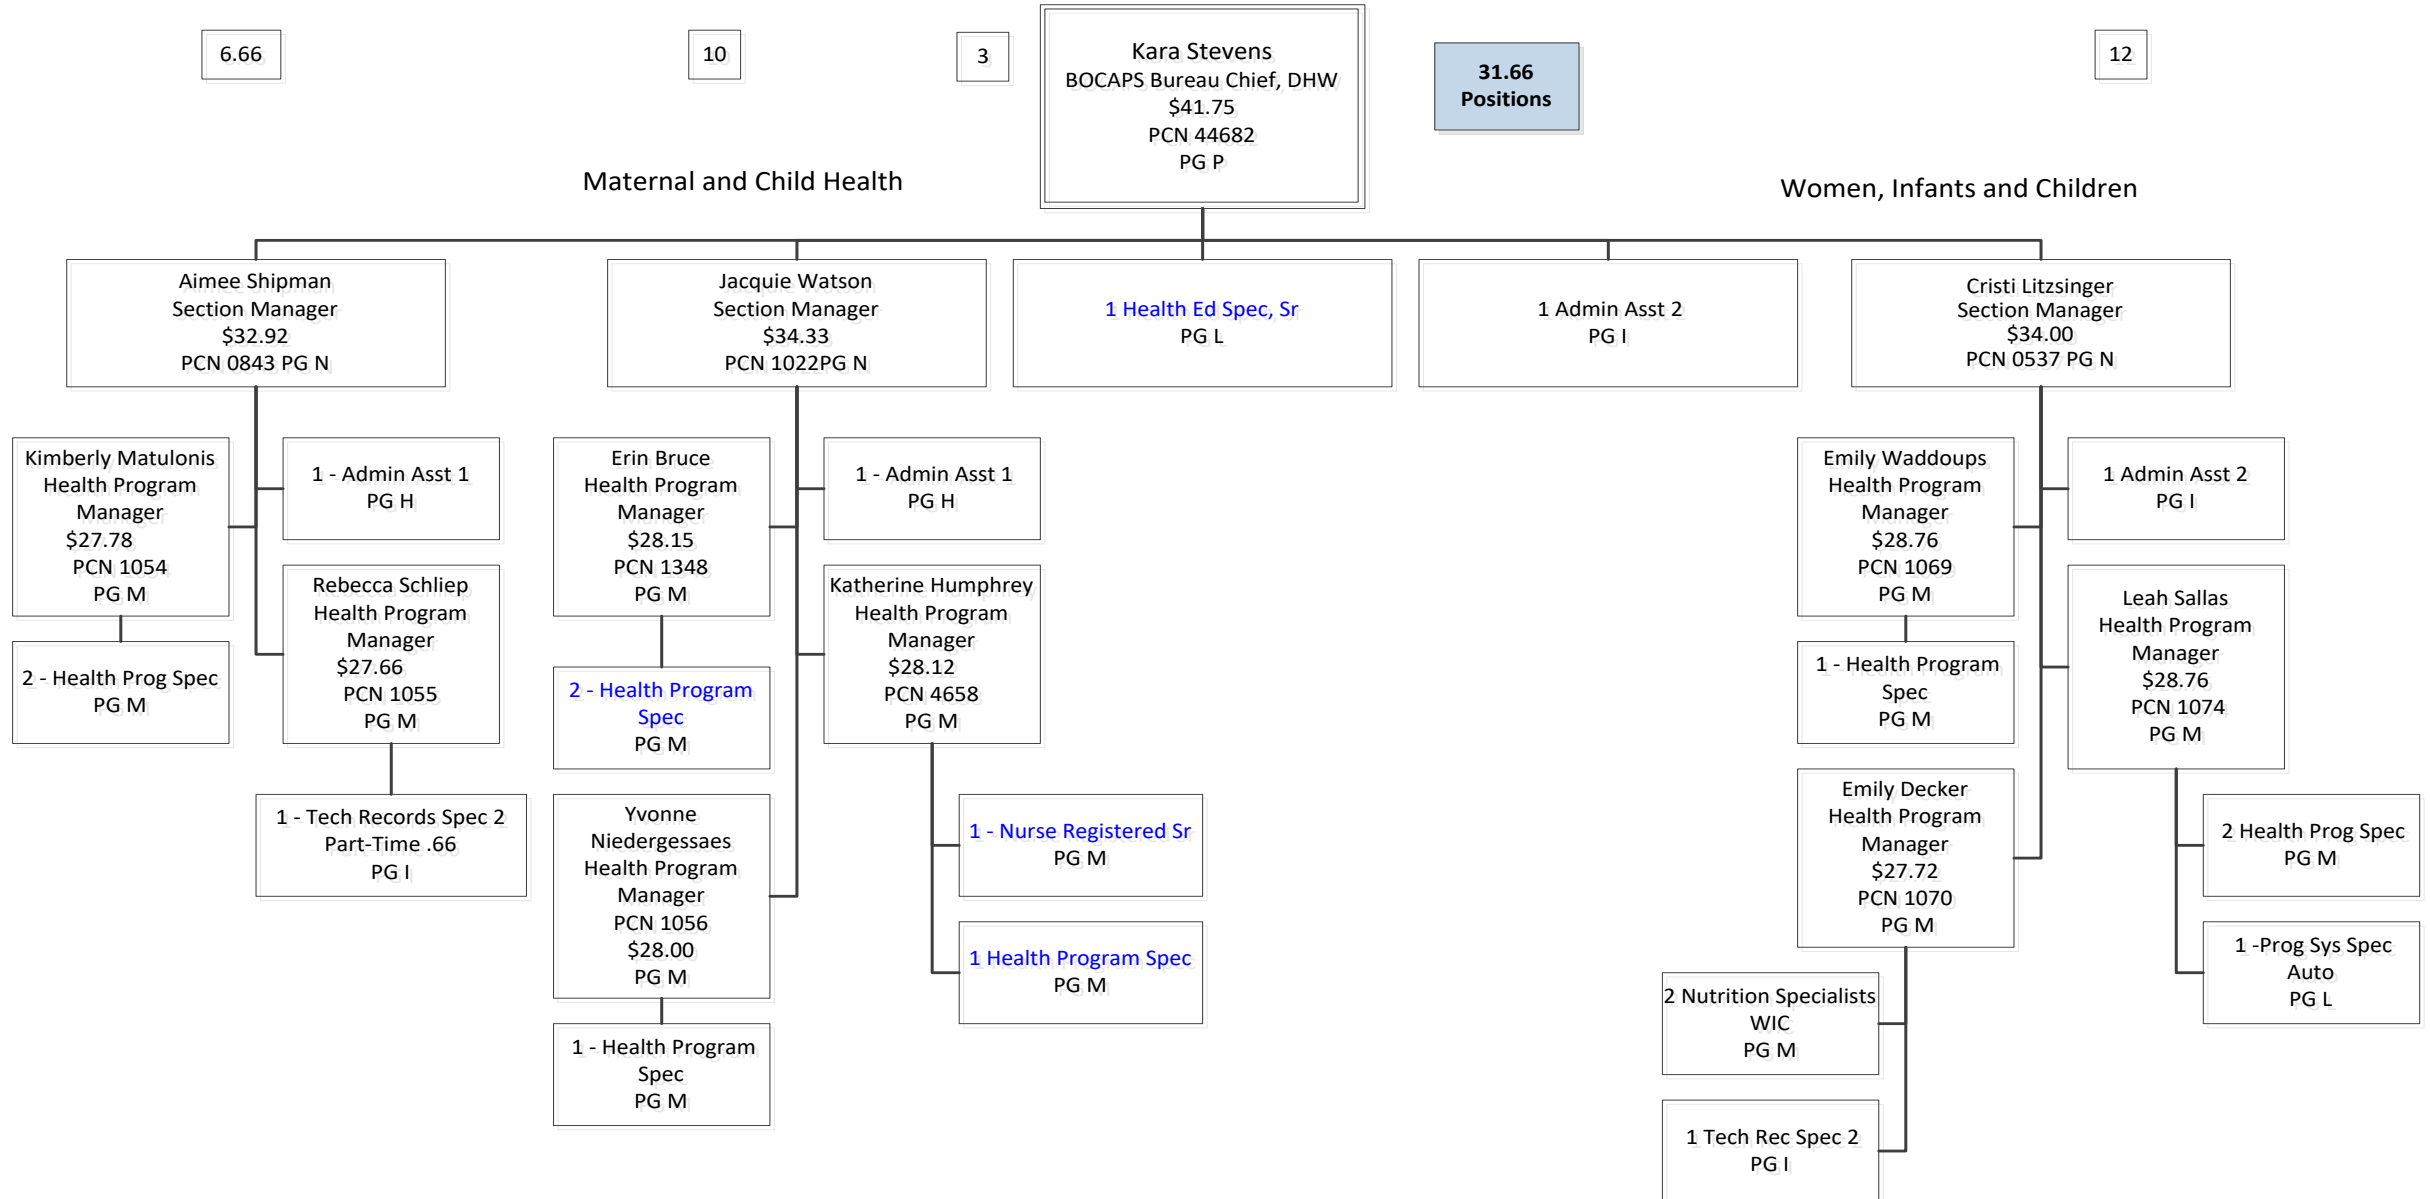 6.66
10
3
Kara Stevens
BOCAPS Bureau Chief, DHW
$41.75
PCN 44682
PG P
31.66
Positions
12
Maternal and Child Health
Women, Infants and Children
Aimee Shipman
Section Manager
$32.92
PCN 0843 PG N
Jacquie Watson
Section Manager
$34.33
PCN 1022PG N
1 Health Ed Spec, Sr
PG L
1 Admin Asst 2
PG I
Cristi Litzsinger
Section Manager
$34.00
PCN 0537 PG N
Kimberly Matulonis
Health Program
Manager
$27.78
PCN 1054
PG M
1 - Admin Asst 1
PG H
Rebecca Schliep
Health Program
Manager
$27.66
PCN 1055
PG M
2 - Health Prog Spec
PG M
1 - Tech Records Spec 2
Part-Time .66
PG I
Erin Bruce
Health Program
Manager
$28.15
PCN 1348
PG M
1 - Admin Asst 1
PG H
Katherine Humphrey
Health Program
Manager
$28.12
PCN 4658
PG M
2 - Health Program
Spec
PG M
Yvonne
Niedergessaes
Health Program
Manager
PCN 1056
$28.00
PG M
1 - Nurse Registered Sr
PG M
1 Health Program Spec
PG M
1 - Health Program
Spec
PG M
Emily Waddoups
Health Program
Manager
$28.76
PCN 1069
PG M
1 Admin Asst 2
PG I
Leah Sallas
Health Program
Manager
$28.76
PCN 1074
PG M
1 - Health Program
Spec
PG M
Emily Decker
Health Program
Manager
$27.72
PCN 1070
PG M
2 Health Prog Spec
PG M
1 -Prog Sys Spec
Auto
PG L
2 Nutrition Specialists
WIC
PG M
1 Tech Rec Spec 2
PG I